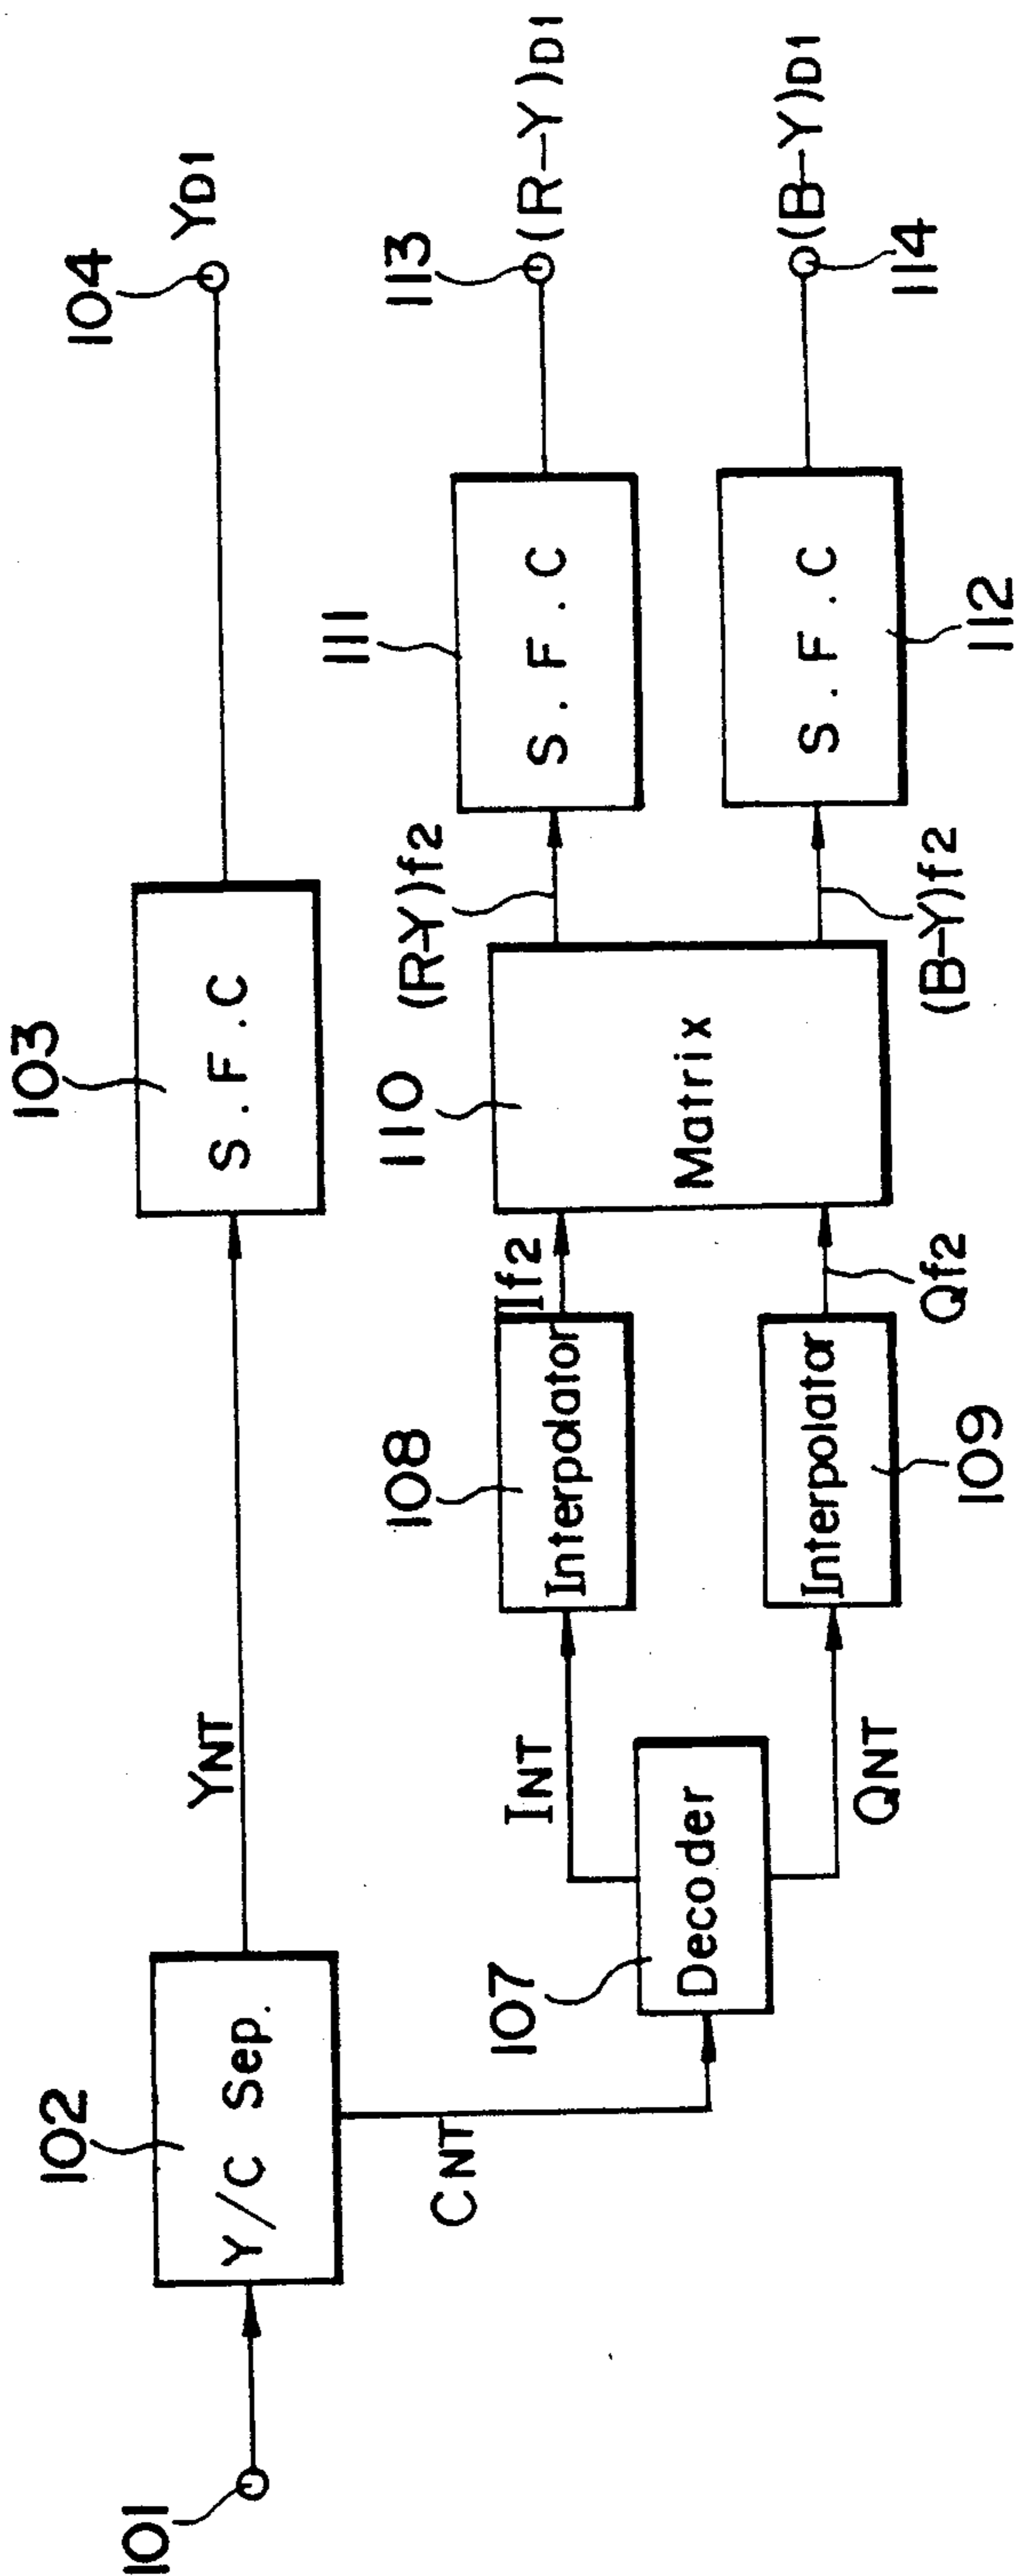 101
102
Y/C Sep.
YNT
103
S.F.C
104
YD1
CNT
107
Decoder
INT
QNT
108
Interpolator
109
Interpolator
If2
Qf2
110
Matrix
(R-Y)f2
(B-Y)f2
111
S.F.C
112
S.F.C
113
(R-Y)D1
114
(B-Y)D1